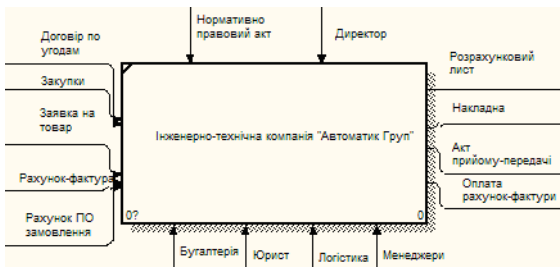 Нормативно
правовий акт
Директор
Договір по
угодам
Закупки
Заявка на
товар
Рахунок-фактура
Рахунок ПО
замовлення
Інженерно-технічна компанія "Автоматик Груп"
0?
0
Розрахунковий
лист
Накладна
Акт
прийому-передачі
Оплата
рахунок-фактури
Бугалтерія
Юрист
Логістика
Менеджери